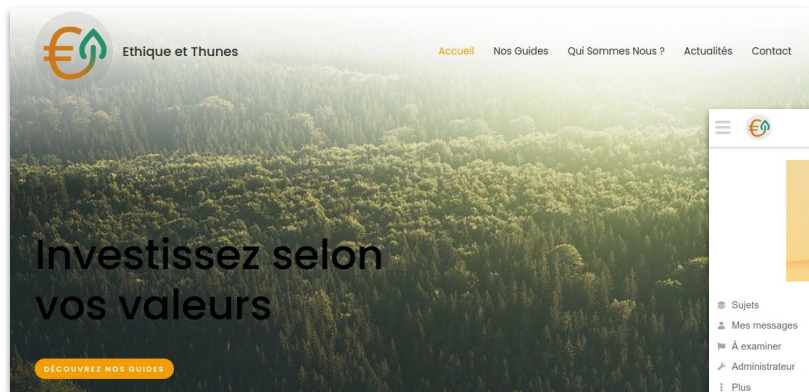 Ethique et Thunes
Accueil Nos Guides Qui Sommes Nous ? Actualités Contact
Investissez selon
vos valeurs
DÉCOUVREZ NOS GUIDES
Sujets
Mes messages
À examiner
Administrateur
Plus